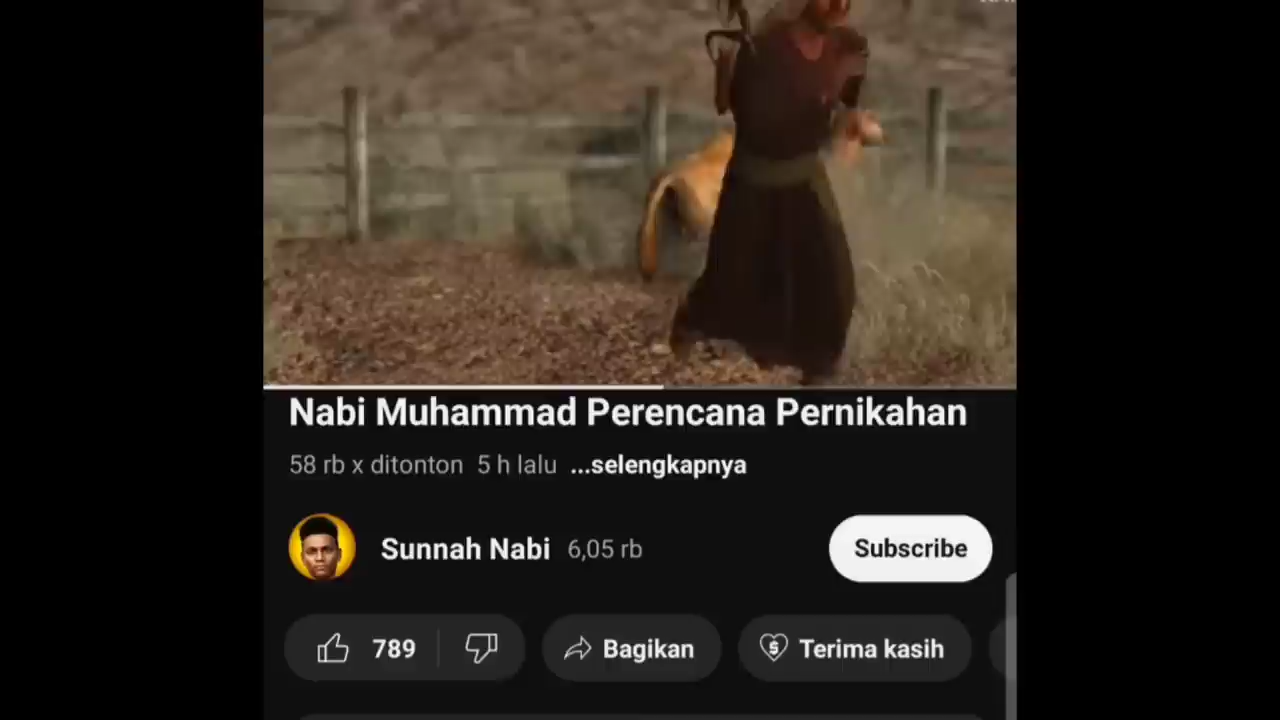 Nabi Muhammad Perencana Pernikahan
58 rb x ditonton 5 h lalu ...selengkapnya
Sunnah Nabi 6,05 rb Subscribe
789 Bagikan Terima kasih